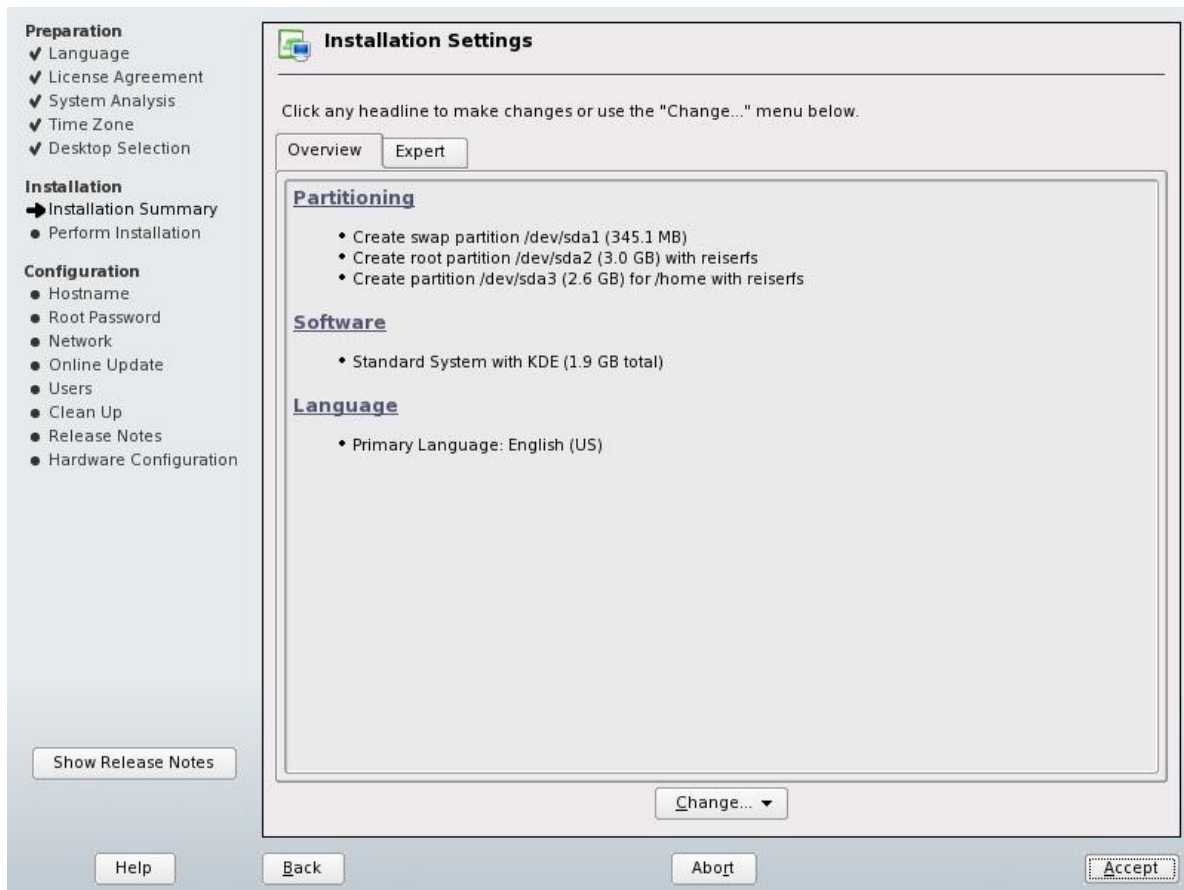 Preparation
Language
License Agreement
System Analysis
Time Zone
Desktop Selection
Installation
Installation Summary
Perform Installation
Configuration
Hostname
Root Password
Network
Online Update
Users
Clean Up
Release Notes
Hardware Configuration
Show Release Notes
Help
Installation Settings
Click any headline to make changes or use the "Change..." menu below.
Overview
Expert
Partitioning
• Create swap partition /dev/sda1 (345.1 MB)
• Create root partition /dev/sda2 (3.0 GB) with reiserfs
• Create partition /dev/sda3 (2.6 GB) for /home with reiserfs
Software
• Standard System with KDE (1.9 GB total)
Language
• Primary Language: English (US)
Change...
Back
Abort
Accept